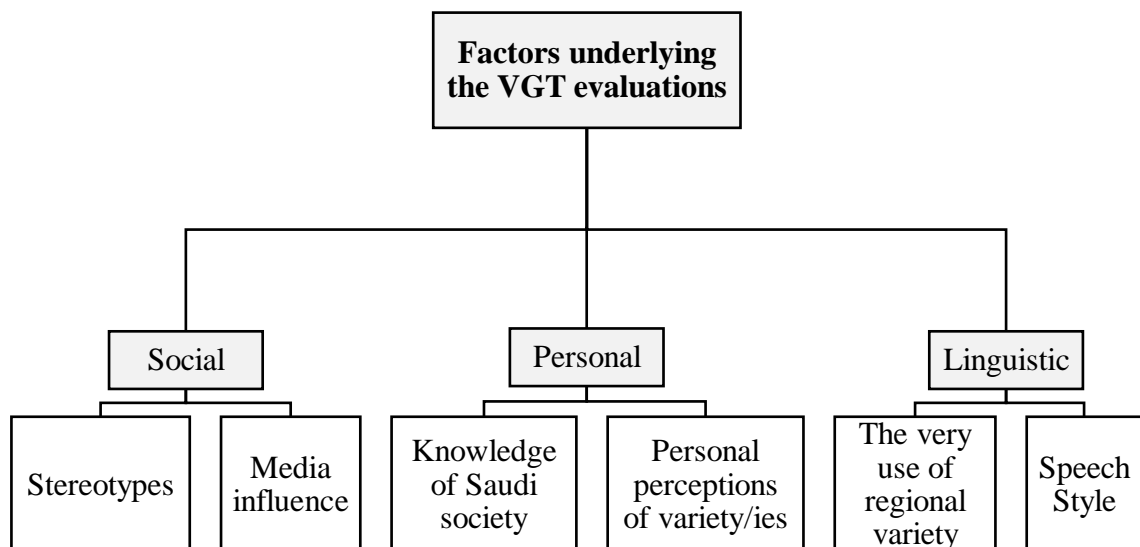 Factors underlying
the VGT evaluations
Social
Personal
Linguistic
Stereotypes
Media
influence
Knowledge
of Saudi
society
Personal
perceptions
of variety/ies
The very
use of
regional
variety
Speech
Style